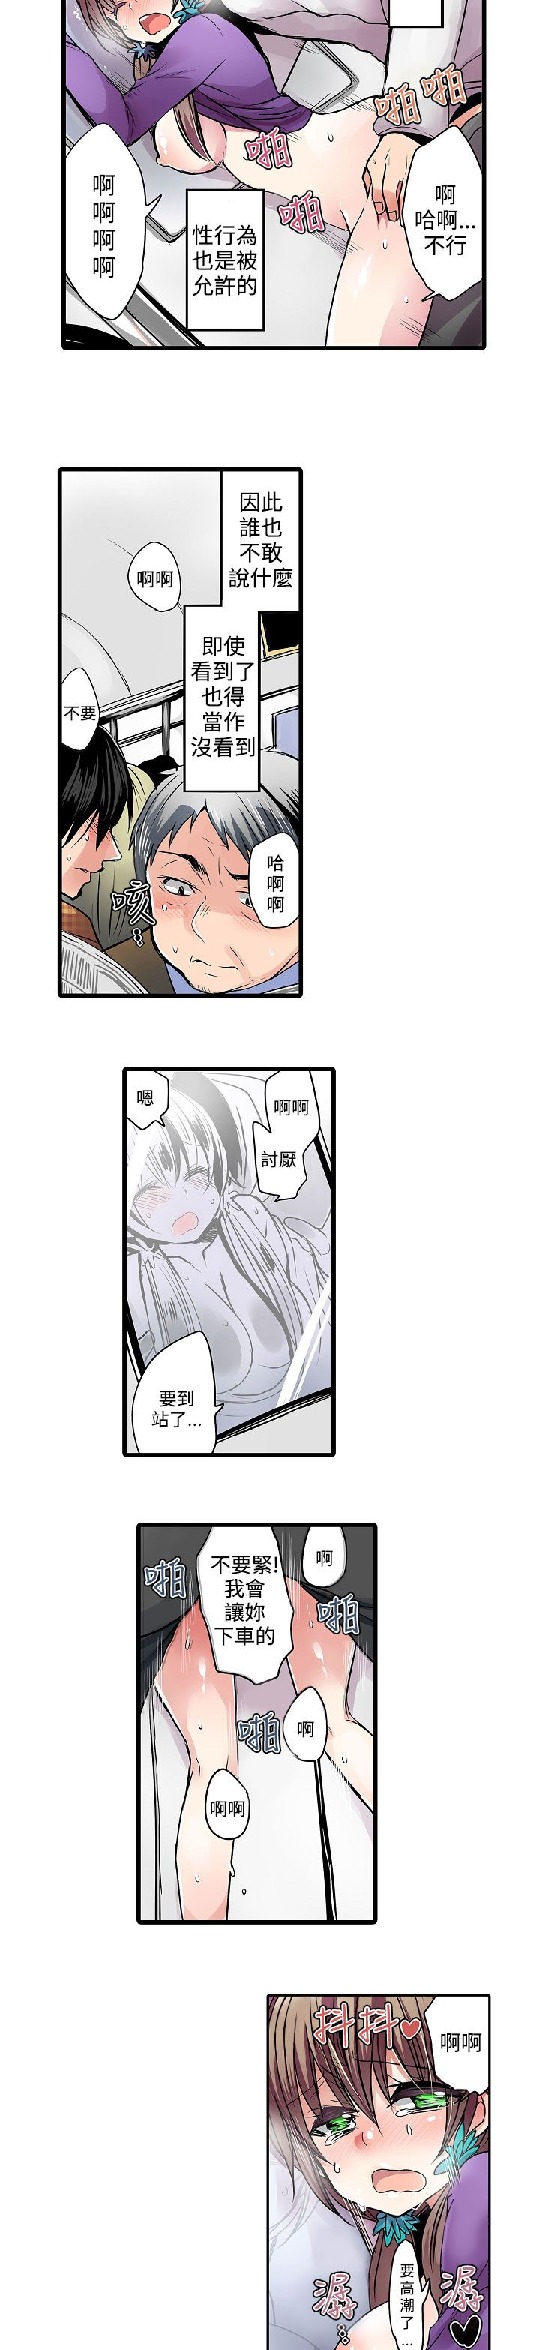 啪啪
啪
啪
啊
哈啊…
不行
性行為
也是被
允許的
啊啊啊啊
因此
誰也
不敢
說什麼
啊啊
即使
看到了
也得
當作
沒看到
不要
哈啊啊
咳…
嗯
啊啊
討厭
要到
站了…
啊
不要緊!
我會
讓妳
下車的
啪
啪
啊
啪
啊啊
抖抖
啊啊
要高潮了…
潺
潺